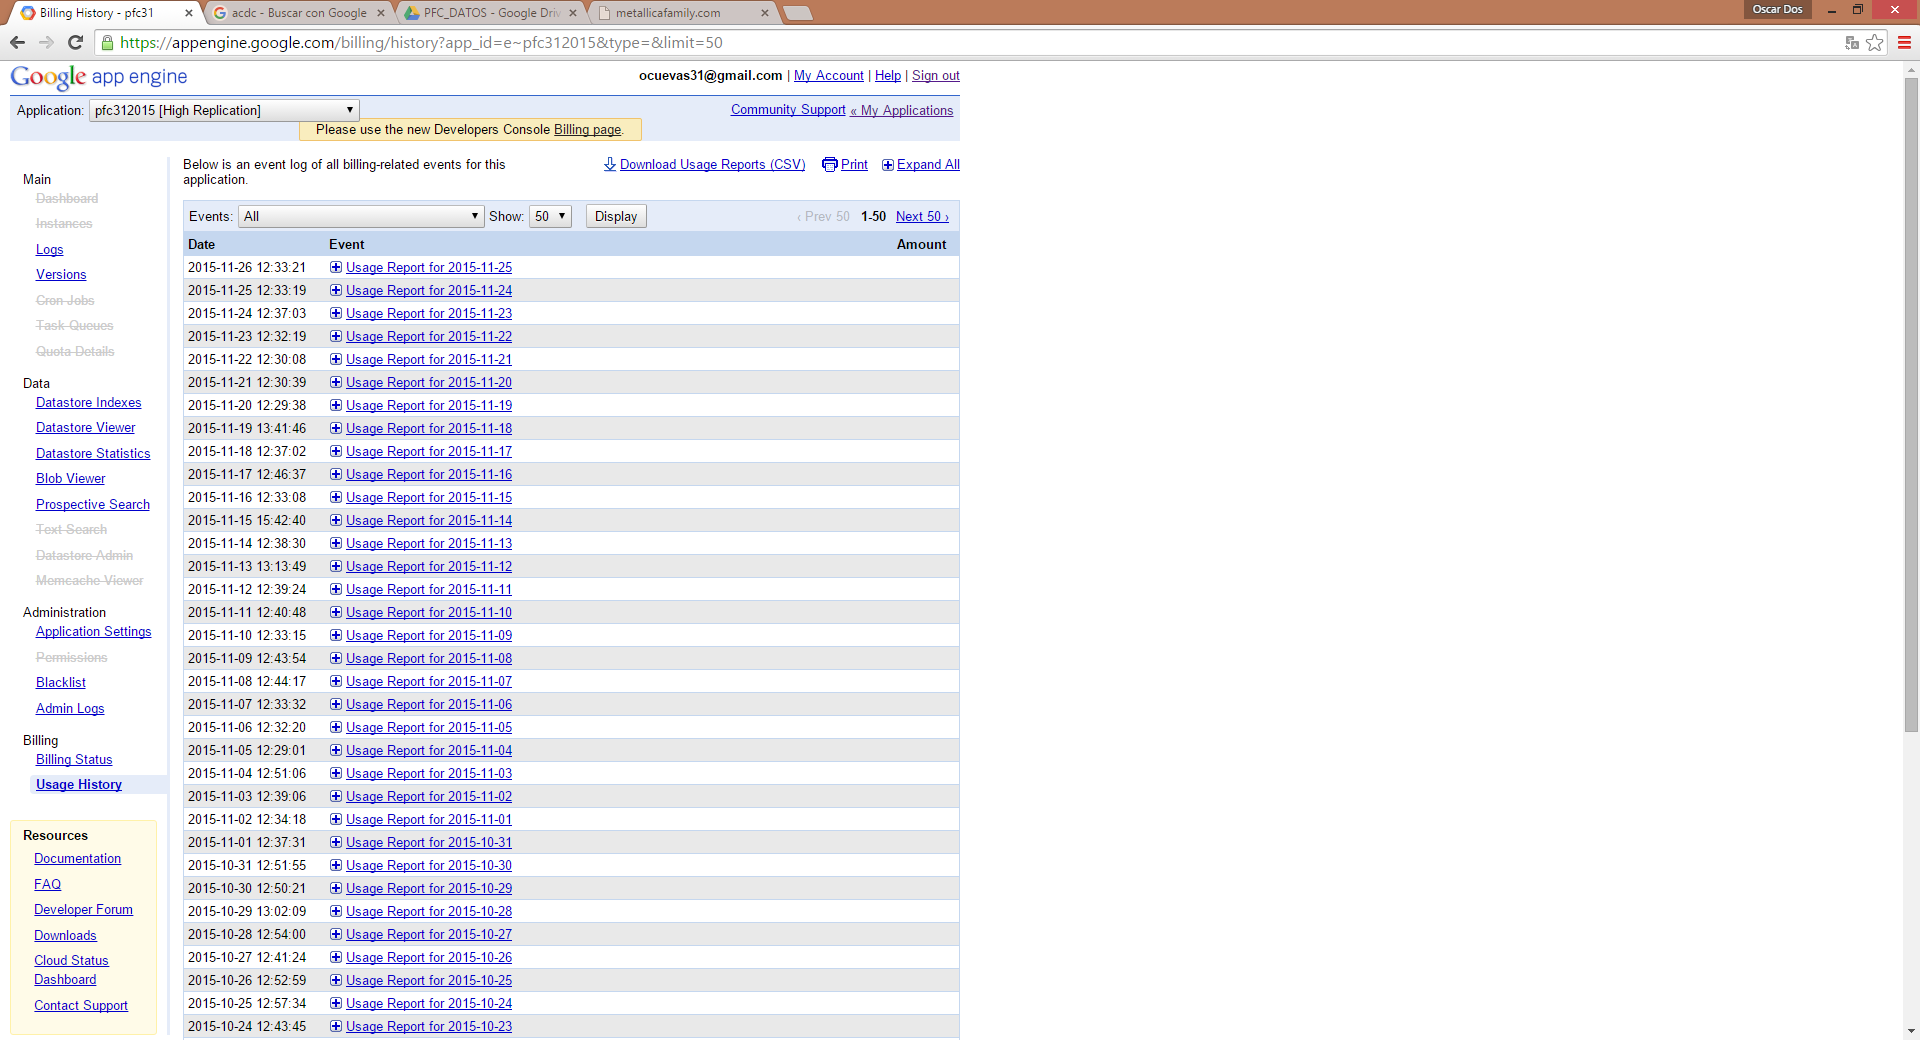 Billing History - pfc31
acdc - Buscar con Google
PFC_DATOS - Google Driv
metallicafamily.com
Oscar Dos
https://appengine.google.com/billing/history?app_id=e~pfc312015&type=&limit=50
Google app engine
ocuevas31@gmail.com | My Account | Help | Sign out
Application: pfc312015 [High Replication]
Community Support « My Applications
Please use the new Developers Console Billing page.
Main
Dashboard
Instances
Logs
Versions
Cron Jobs
Task Queues
Quota Details
Data
Datastore Indexes
Datastore Viewer
Datastore Statistics
Blob Viewer
Prospective Search
Text Search
Datastore Admin
Memcache Viewer
Administration
Application Settings
Permissions
Blacklist
Admin Logs
Billing
Billing Status
Usage History
Resources
Documentation
FAQ
Developer Forum
Downloads
Cloud Status
Dashboard
Contact Support
Below is an event log of all billing-related events for this
application.
Download Usage Reports (CSV) Print Expand All
Events: All Show: 50 Display ‹ Prev 50 1-50 Next 50 ›
Date Event Amount
2015-11-26 12:33:21 Usage Report for 2015-11-25
2015-11-25 12:33:19 Usage Report for 2015-11-24
2015-11-24 12:37:03 Usage Report for 2015-11-23
2015-11-23 12:32:19 Usage Report for 2015-11-22
2015-11-22 12:30:08 Usage Report for 2015-11-21
2015-11-21 12:30:39 Usage Report for 2015-11-20
2015-11-20 12:29:38 Usage Report for 2015-11-19
2015-11-19 13:41:46 Usage Report for 2015-11-18
2015-11-18 12:37:02 Usage Report for 2015-11-17
2015-11-17 12:46:37 Usage Report for 2015-11-16
2015-11-16 12:33:08 Usage Report for 2015-11-15
2015-11-15 15:42:40 Usage Report for 2015-11-14
2015-11-14 12:38:30 Usage Report for 2015-11-13
2015-11-13 13:13:49 Usage Report for 2015-11-12
2015-11-12 12:39:24 Usage Report for 2015-11-11
2015-11-11 12:40:48 Usage Report for 2015-11-10
2015-11-10 12:33:15 Usage Report for 2015-11-09
2015-11-09 12:43:54 Usage Report for 2015-11-08
2015-11-08 12:44:17 Usage Report for 2015-11-07
2015-11-07 12:33:32 Usage Report for 2015-11-06
2015-11-06 12:32:20 Usage Report for 2015-11-05
2015-11-05 12:29:01 Usage Report for 2015-11-04
2015-11-04 12:51:06 Usage Report for 2015-11-03
2015-11-03 12:39:06 Usage Report for 2015-11-02
2015-11-02 12:34:18 Usage Report for 2015-11-01
2015-11-01 12:37:31 Usage Report for 2015-10-31
2015-10-31 12:51:55 Usage Report for 2015-10-30
2015-10-30 12:50:21 Usage Report for 2015-10-29
2015-10-29 13:02:09 Usage Report for 2015-10-28
2015-10-28 12:54:00 Usage Report for 2015-10-27
2015-10-27 12:41:24 Usage Report for 2015-10-26
2015-10-26 12:52:59 Usage Report for 2015-10-25
2015-10-25 12:57:34 Usage Report for 2015-10-24
2015-10-24 12:43:45 Usage Report for 2015-10-23